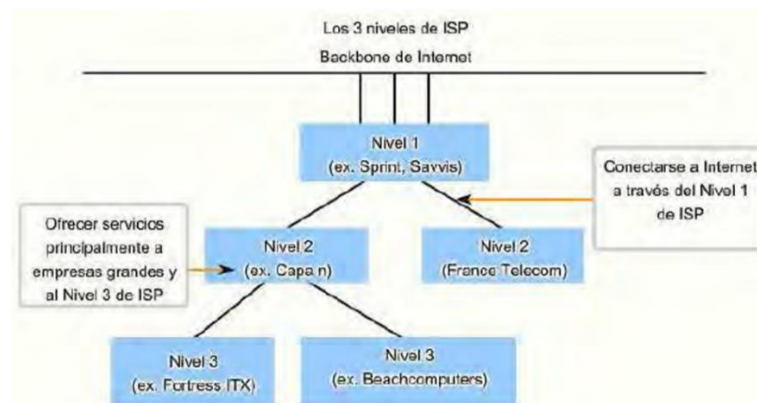 Los 3 niveles de ISP
Backbone de Internet
Nivel 1
(ex. Sprint, Savvis)
Conectarse a Internet
a través del Nivel 1
de ISP
Ofrecer servicios
principalmente a
empresas grandes y
al Nivel 3 de ISP
Nivel 2
(ex. Capa n)
Nivel 2
(France Telecom)
Nivel 3
(ex. Fortress ITX)
Nivel 3
(ex. Beachcomputers)